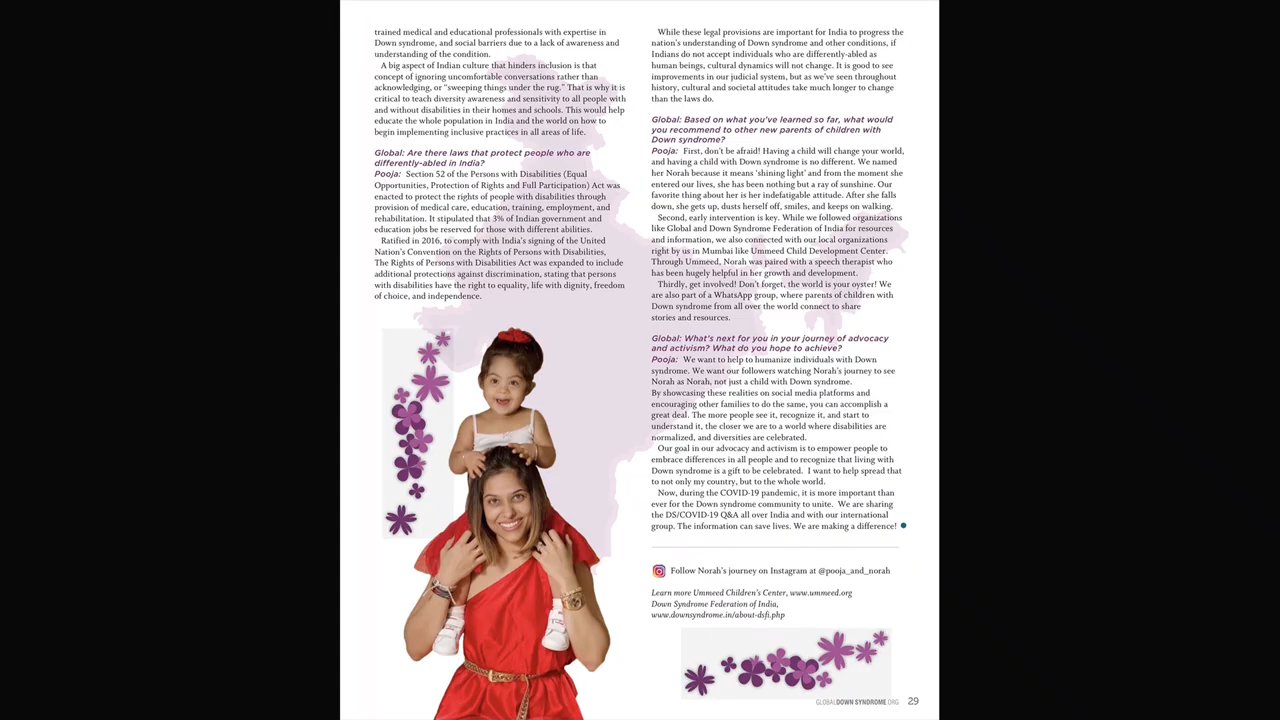 trained medical and educational professionals with expertise in
Down syndrome, and social barriers due to a lack of awareness and
understanding of the condition.
A big aspect of Indian culture that hinders inclusion is that
concept of ignoring uncomfortable conversations rather than
acknowledging, or “sweeping things under the rug.” That is why it is
critical to teach diversity awareness and sensitivity to all people with
and without disabilities in their homes and schools. This would help
educate the whole population in India and the world on how to
begin implementing inclusive practices in all areas of life.
Global: Are there laws that protect people who are
differently-abled in India?
Pooja: Section 52 of the Persons with Disabilities (Equal
Opportunities, Protection of Rights and Full Participation) Act was
enacted to protect the rights of people with disabilities through
provision of medical care, education, training, employment, and
rehabilitation. It stipulated that 3% of Indian government and
education jobs be reserved for those with different abilities.
Ratified in 2016, to comply with India’s signing of the United
Nation’s Convention on the Rights of Persons with Disabilities,
The Rights of Persons with Disabilities Act was expanded to include
additional protections against discrimination, stating that persons
with disabilities have the right to equality, life with dignity, freedom
of choice, and independence.
While these legal provisions are important for India to progress the
nation’s understanding of Down syndrome and other conditions, if
Indians do not accept individuals who are differently-abled as
human beings, cultural dynamics will not change. It is good to see
improvements in our judicial system, but as we’ve seen throughout
history, cultural and societal attitudes take much longer to change
than the laws do.
Global: Based on what you’ve learned so far, what would
you recommend to other new parents of children with
Down syndrome?
Pooja: First, don’t be afraid! Having a child will change your world,
and having a child with Down syndrome is no different. We named
her Norah because it means ‘shining light’ and from the moment she
entered our lives, she has been nothing but a ray of sunshine. Our
favorite thing about her is her indefatigable attitude. After she falls
down, she gets up, dusts herself off, smiles, and keeps on walking.
Second, early intervention is key. While we followed organizations
like Global and Down Syndrome Federation of India for resources
and information, we also connected with our local organizations
right by us in Mumbai like Ummeed Child Development Center.
Through Ummeed, Norah was paired with a speech therapist who
has been hugely helpful in her growth and development.
Thirdly, get involved! Don’t forget, the world is your oyster! We
are also part of a WhatsApp group, where parents of children with
Down syndrome from all over the world connect to share
stories and resources.
Global: What’s next for you in your journey of advocacy
and activism? What do you hope to achieve?
Pooja: We want to help to humanize individuals with Down
syndrome. We want our followers watching Norah’s journey to see
Norah as Norah, not just a child with Down syndrome.
By showcasing these realities on social media platforms and
encouraging other families to do the same, you can accomplish a
great deal. The more people see it, recognize it, and start to
understand it, the closer we are to a world where disabilities are
normalized, and diversities are celebrated.
Our goal in our advocacy and activism is to empower people to
embrace differences in all people and to recognize that living with
Down syndrome is a gift to be celebrated. I want to help spread that
to not only my country, but to the whole world.
Now, during the COVID-19 pandemic, it is more important than
ever for the Down syndrome community to unite. We are sharing
the DS/COVID-19 Q&A all over India and with our international
group. The information can save lives. We are making a difference!
Follow Norah’s journey on Instagram at @pooja_and_norah
Learn more Ummeed Children’s Center, www.ummeed.org
Down Syndrome Federation of India,
www.downsyndrome.in/about-dsfi.php
GLOBALDOWN SYNDROME.ORG 29